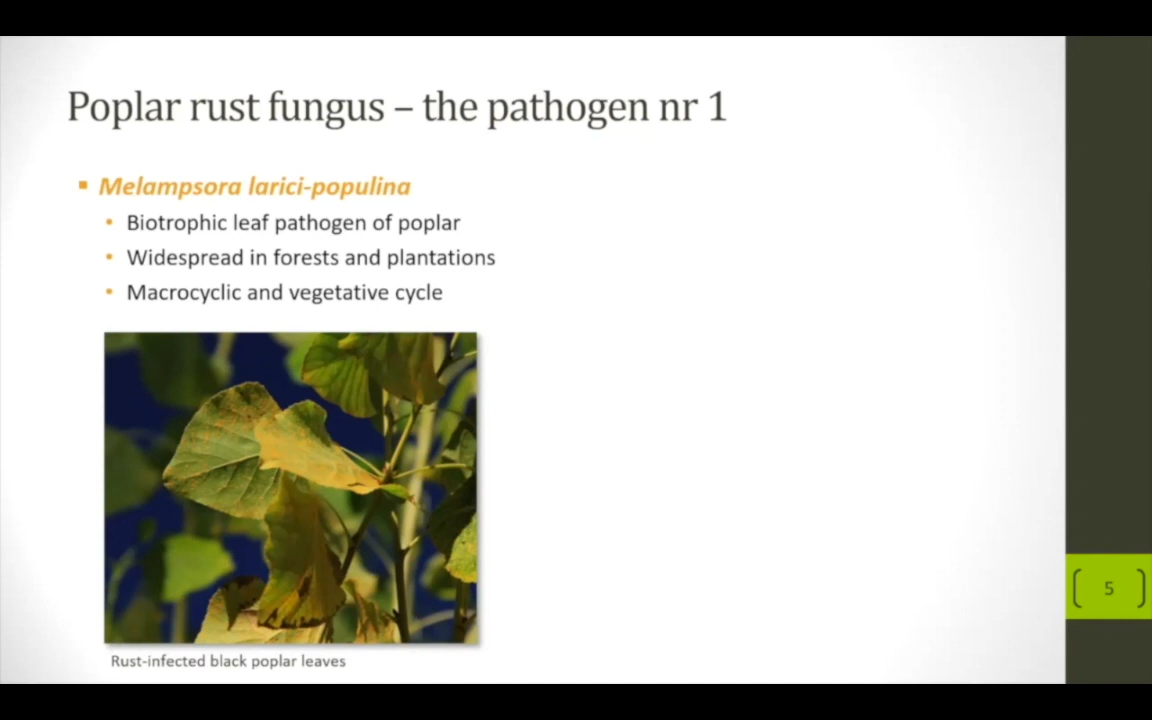 Poplar rust fungus – the pathogen nr 1
Melampsora larici-populina
Biotrophic leaf pathogen of poplar
Widespread in forests and plantations
Macrocyclic and vegetative cycle
Rust-infected black poplar leaves
5